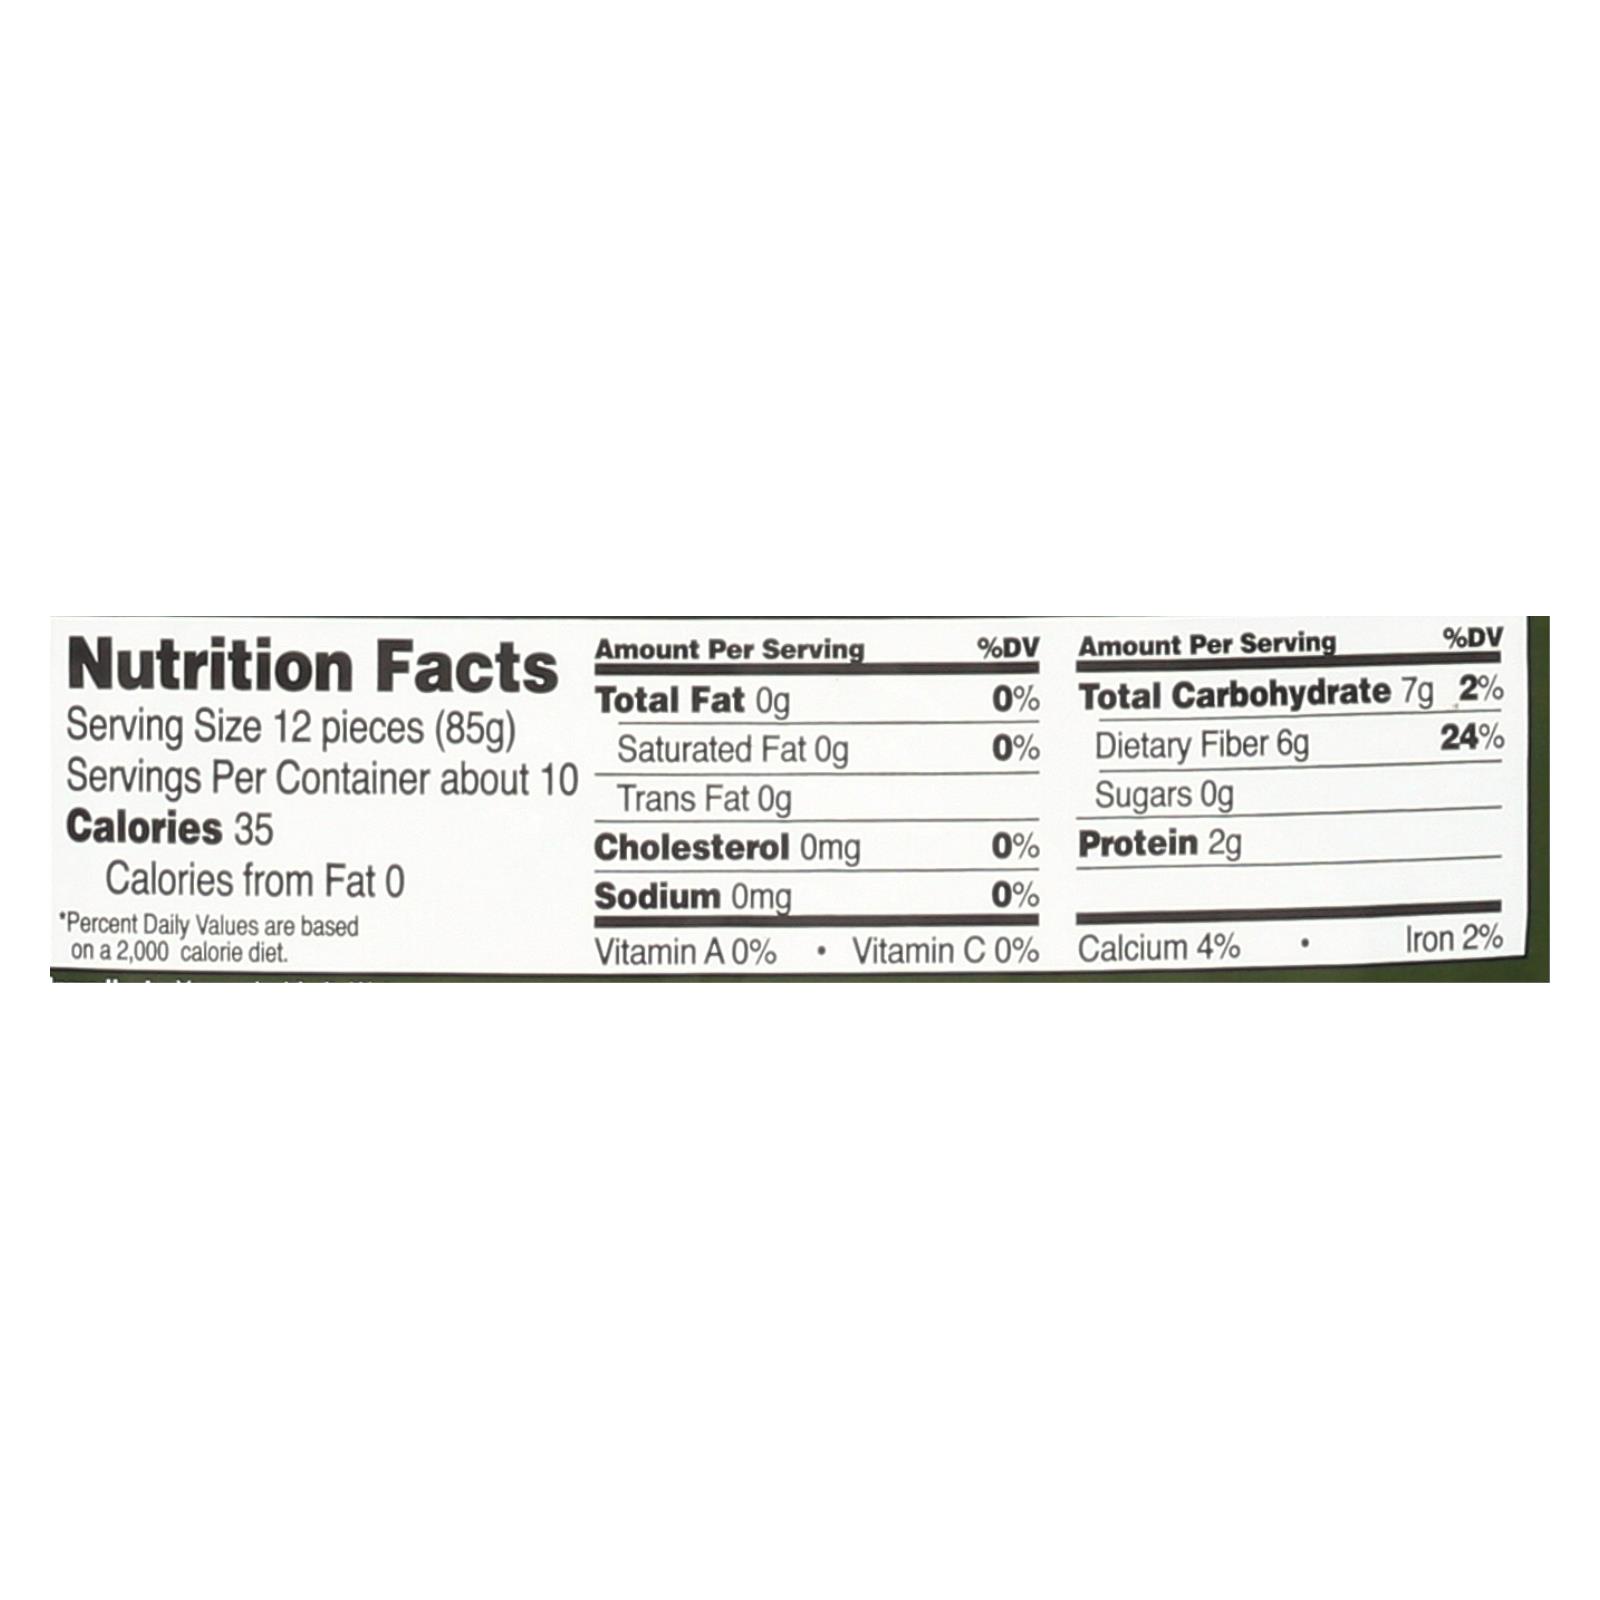 Nutrition Facts
Serving Size 12 pieces (85g)
Servings Per Container about 10
Calories 35
Calories from Fat 0
*Percent Daily Values are based
on a 2,000 calorie diet.
Amount Per Serving %DV
Total Fat 0g 0%
Saturated Fat 0g 0%
Trans Fat 0g
Cholesterol 0mg 0%
Sodium 0mg 0%
Vitamin A 0% • Vitamin C 0%
Amount Per Serving %DV
Total Carbohydrate 7g 2%
Dietary Fiber 6g 24%
Sugars 0g
Protein 2g
Calcium 4% • Iron 2%